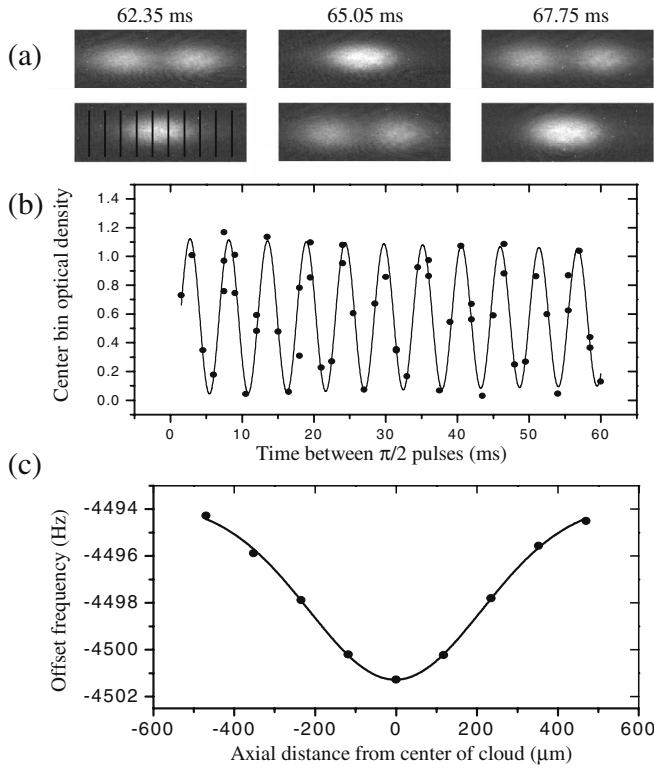 62.35 ms 65.05 ms 67.75 ms
(a)
(b)
1.4
1.2
1.0
0.8
0.6
0.4
0.2
0.0
Center bin optical density
0 10 20 30 40 50 60
Time between π/2 pulses (ms)
(c)
-4494
-4496
-4498
-4500
-4502
Offset frequency (Hz)
-600 -400 -200 0 200 400 600
Axial distance from center of cloud (μm)